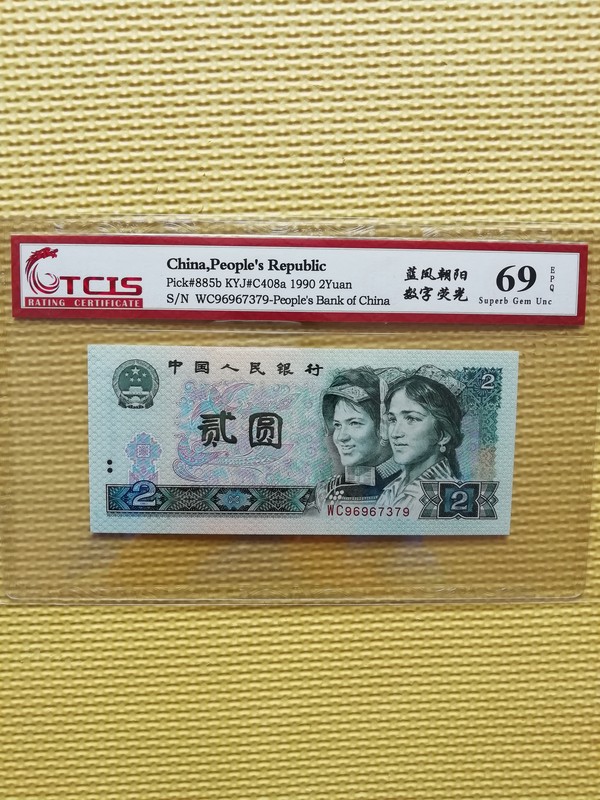 TCIS
RATING CERTIFICATE
China,People's Republic
Pick#885b KYJ#C408a 1990 2Yuan
S/N WC96967379-People's Bank of China
蓝凤朝阳
数字荧光
69
EPQ
Superb Gem Unc
中国人民银行
2
贰圆
2
WC96967379
2